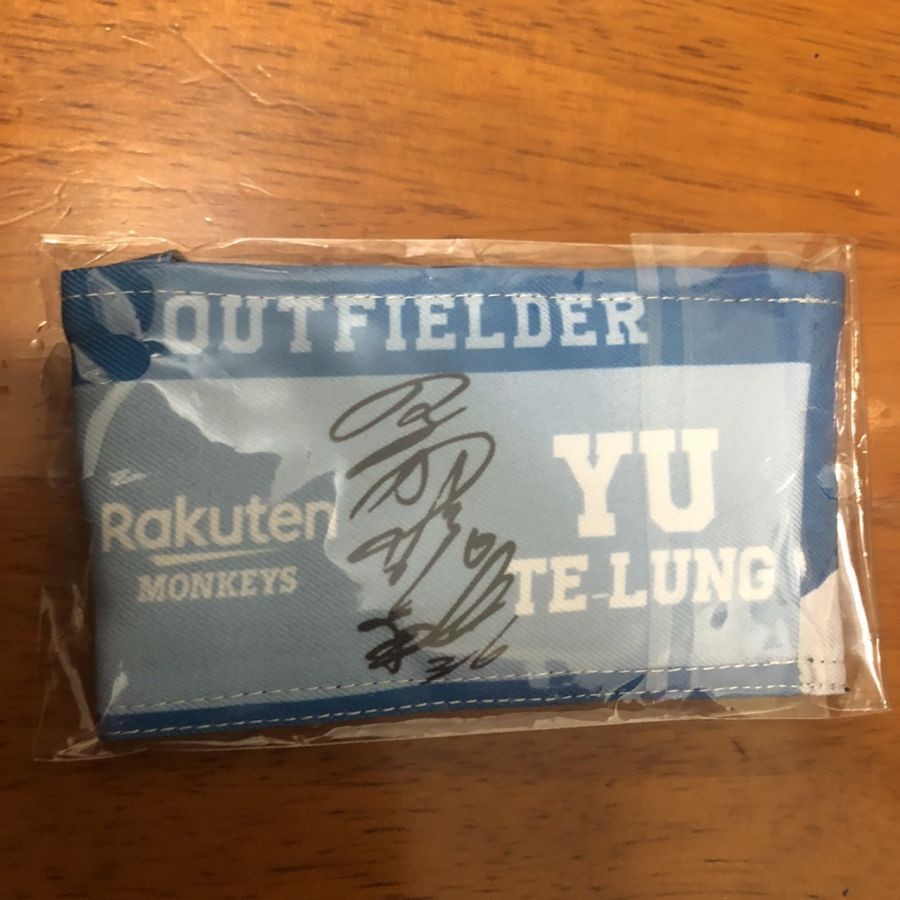 OUTFIELDER
Rakuten
MONKEYS
YU
TE-LUNG